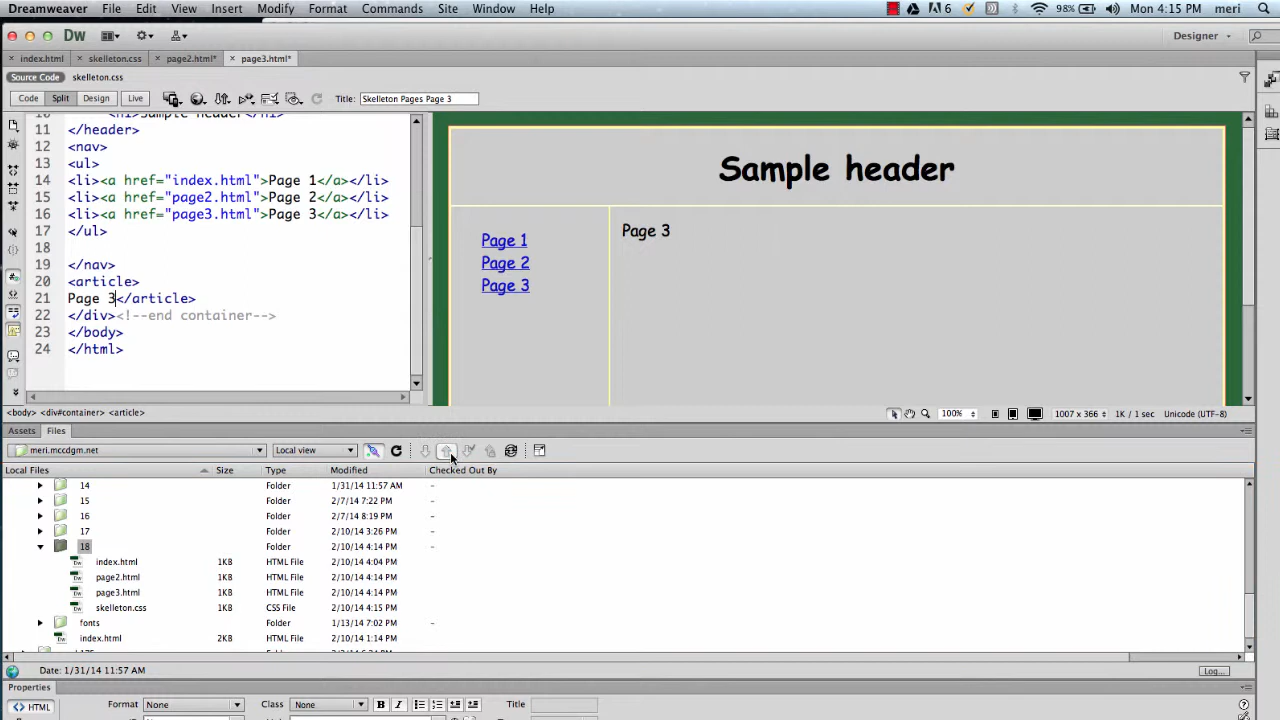 Dreamweaver File Edit View Insert Modify Format Commands Site Window Help 6 98% Mon 4:15 PM meri
Dw Designer
index.html skelleton.css page2.html* page3.html*
Source Code skelleton.css
Code Split Design Live Title: Skelleton Pages Page 3
10 <h1>Sample header</h1>
11 </header>
12 <nav>
13 <ul>
14 <li><a href="index.html">Page 1</a></li>
15 <li><a href="page2.html">Page 2</a></li>
16 <li><a href="page3.html">Page 3</a></li>
17 </ul>
18
19 </nav>
20 <article>
21 Page 3</article>
22 </div><!--end container-->
23 </body>
24 </html>
Sample header
Page 1
Page 2
Page 3
Page 3
<body> <div#container> <article> 100% 1007 x 366 1K / 1 sec Unicode (UTF-8)
Assets Files
meri.mccdgm.net Local view
Local Files Size Type Modified Checked Out By
14 Folder 1/31/14 11:57 AM -
15 Folder 2/7/14 7:22 PM -
16 Folder 2/7/14 8:19 PM -
17 Folder 2/10/14 3:26 PM -
18 Folder 2/10/14 4:14 PM -
index.html 1KB HTML File 2/10/14 4:04 PM
page2.html 1KB HTML File 2/10/14 4:14 PM
page3.html 1KB HTML File 2/10/14 4:14 PM
skelleton.css 1KB CSS File 2/10/14 4:15 PM
fonts Folder 1/13/14 7:02 PM -
index.html 2KB HTML File 2/10/14 1:14 PM
Date: 1/31/14 11:57 AM Log...
Properties
<> HTML Format None Class None B I Title